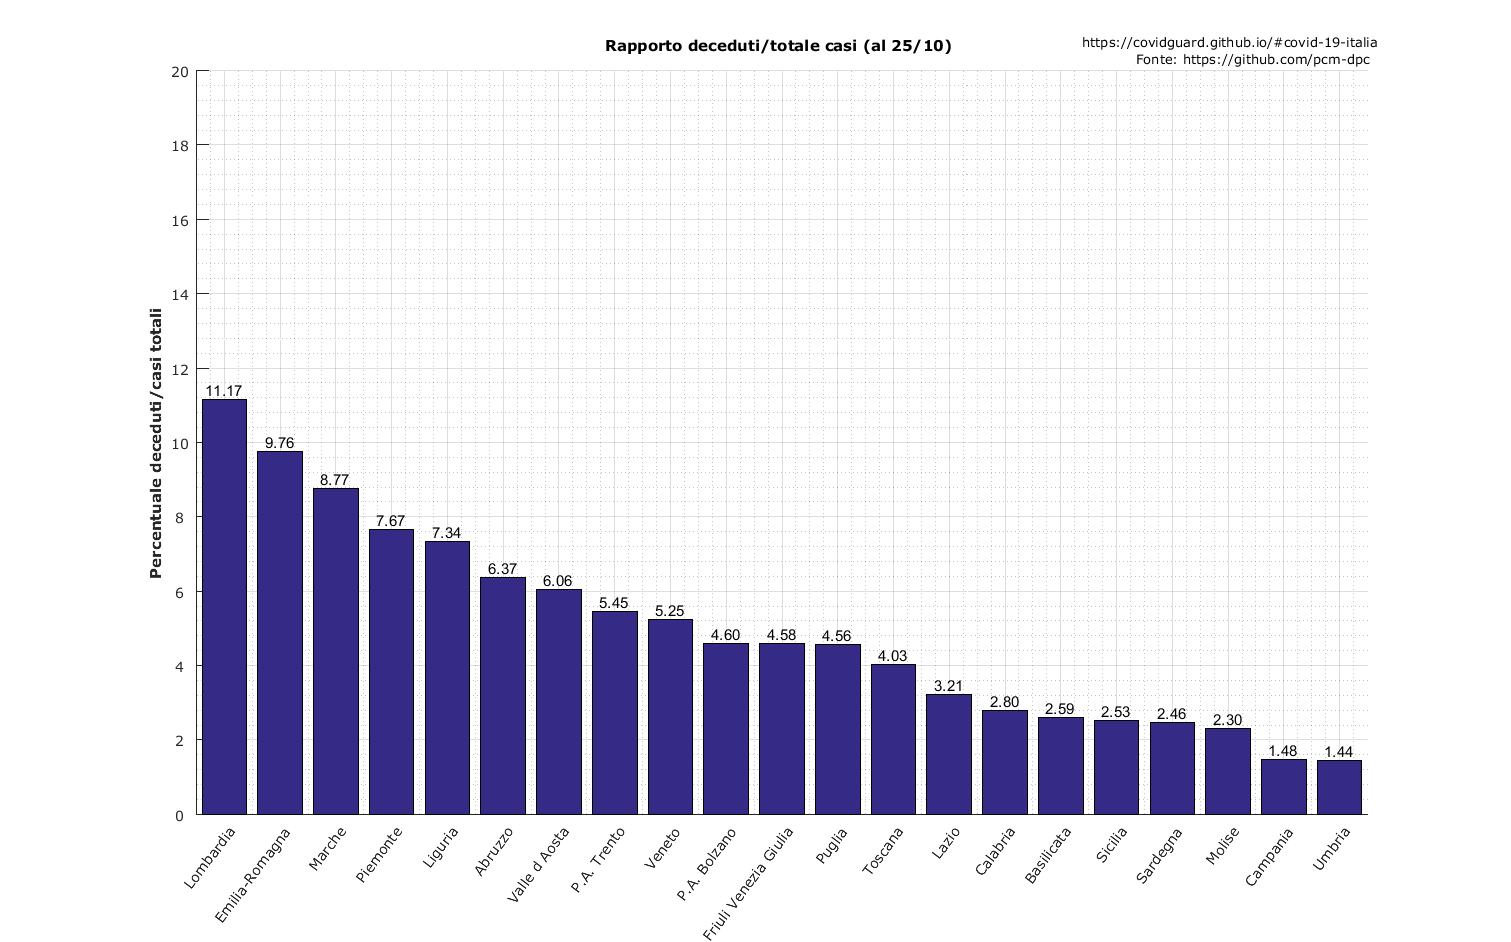 Rapporto deceduti/totale casi (al 25/10)
https://covidguard.github.io/#covid-19-italia
Fonte: https://github.com/pcm-dpc
Percentuale deceduti/casi totali
20
18
16
14
12
10
8
6
4
2
0
11.17
9.76
8.77
7.67
7.34
6.37
6.06
5.45
5.25
4.60
4.58
4.56
4.03
3.21
2.80
2.59
2.53
2.46
2.30
1.48
1.44
Lombardia
Emilia-Romagna
Marche
Piemonte
Liguria
Abruzzo
Valle d Aosta
P.A. Trento
Veneto
P.A. Bolzano
Friuli Venezia Giulia
Puglia
Toscana
Lazio
Calabria
Basilicata
Sicilia
Sardegna
Molise
Campania
Umbria